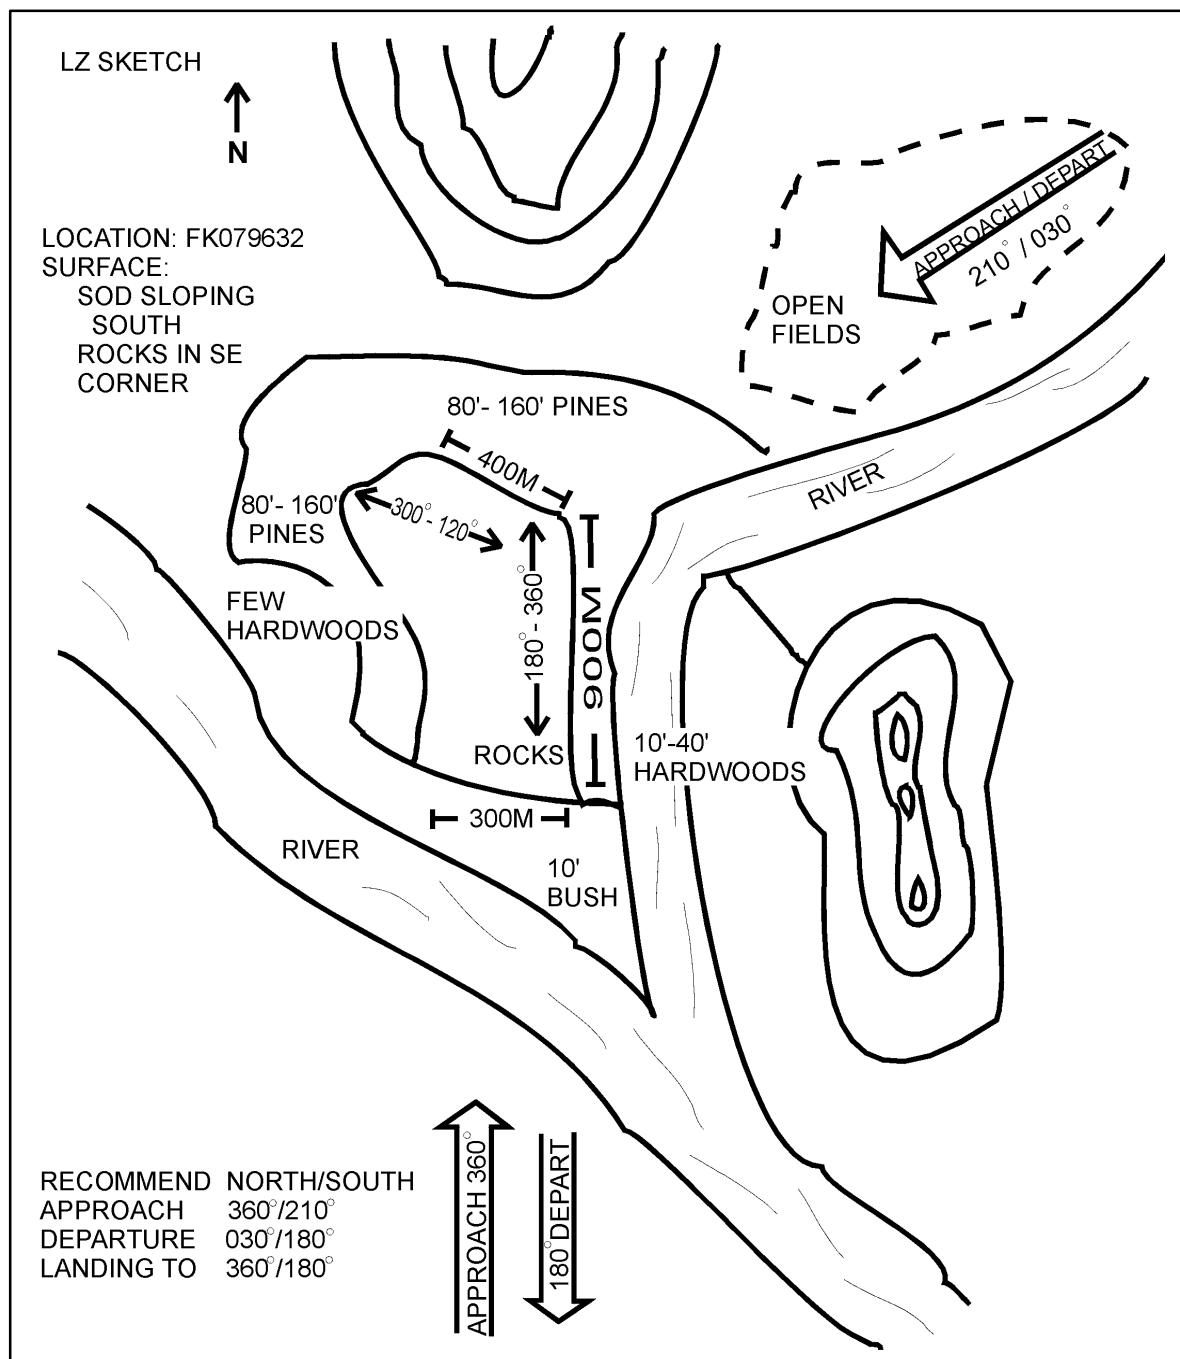 LZ SKETCH
N
LOCATION: FK079632
SURFACE:
SOD SLOPING
SOUTH
ROCKS IN SE
CORNER
APPROACH / DEPART
210° / 030°
OPEN
FIELDS
80'- 160' PINES
400M
80'- 160'
PINES
300°- 120°
RIVER
FEW
HARDWOODS
180°- 360°
900M
ROCKS
10'-40'
HARDWOODS
300M
RIVER
10'
BUSH
APPROACH 360°
180° DEPART
RECOMMEND NORTH/SOUTH
APPROACH 360°/210°
DEPARTURE 030°/180°
LANDING TO 360°/180°